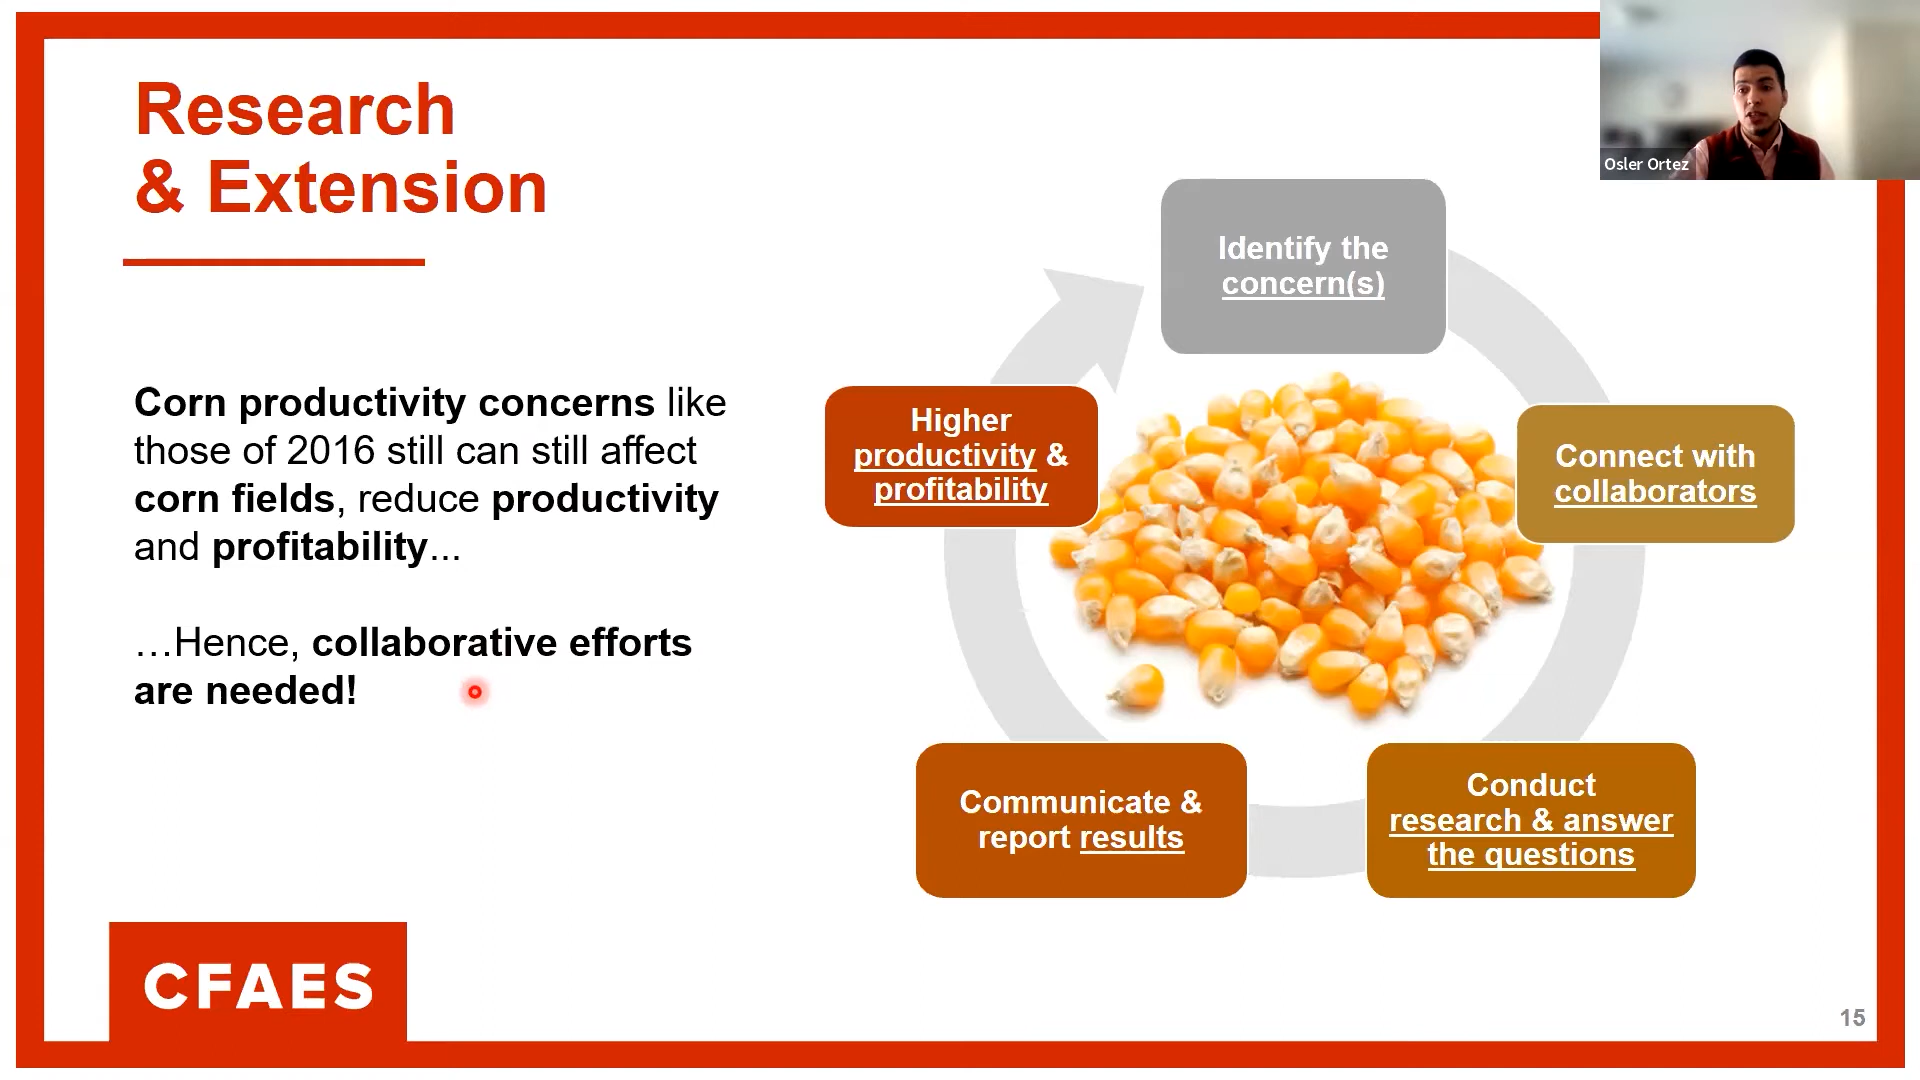 Research
& Extension
Osler Ortez
Corn productivity concerns like
those of 2016 still can still affect
corn fields, reduce productivity
and profitability...
…Hence, collaborative efforts
are needed!
Identify the
concern(s)
Connect with
collaborators
Conduct
research & answer
the questions
Communicate &
report results
Higher
productivity &
profitability
CFAES
15